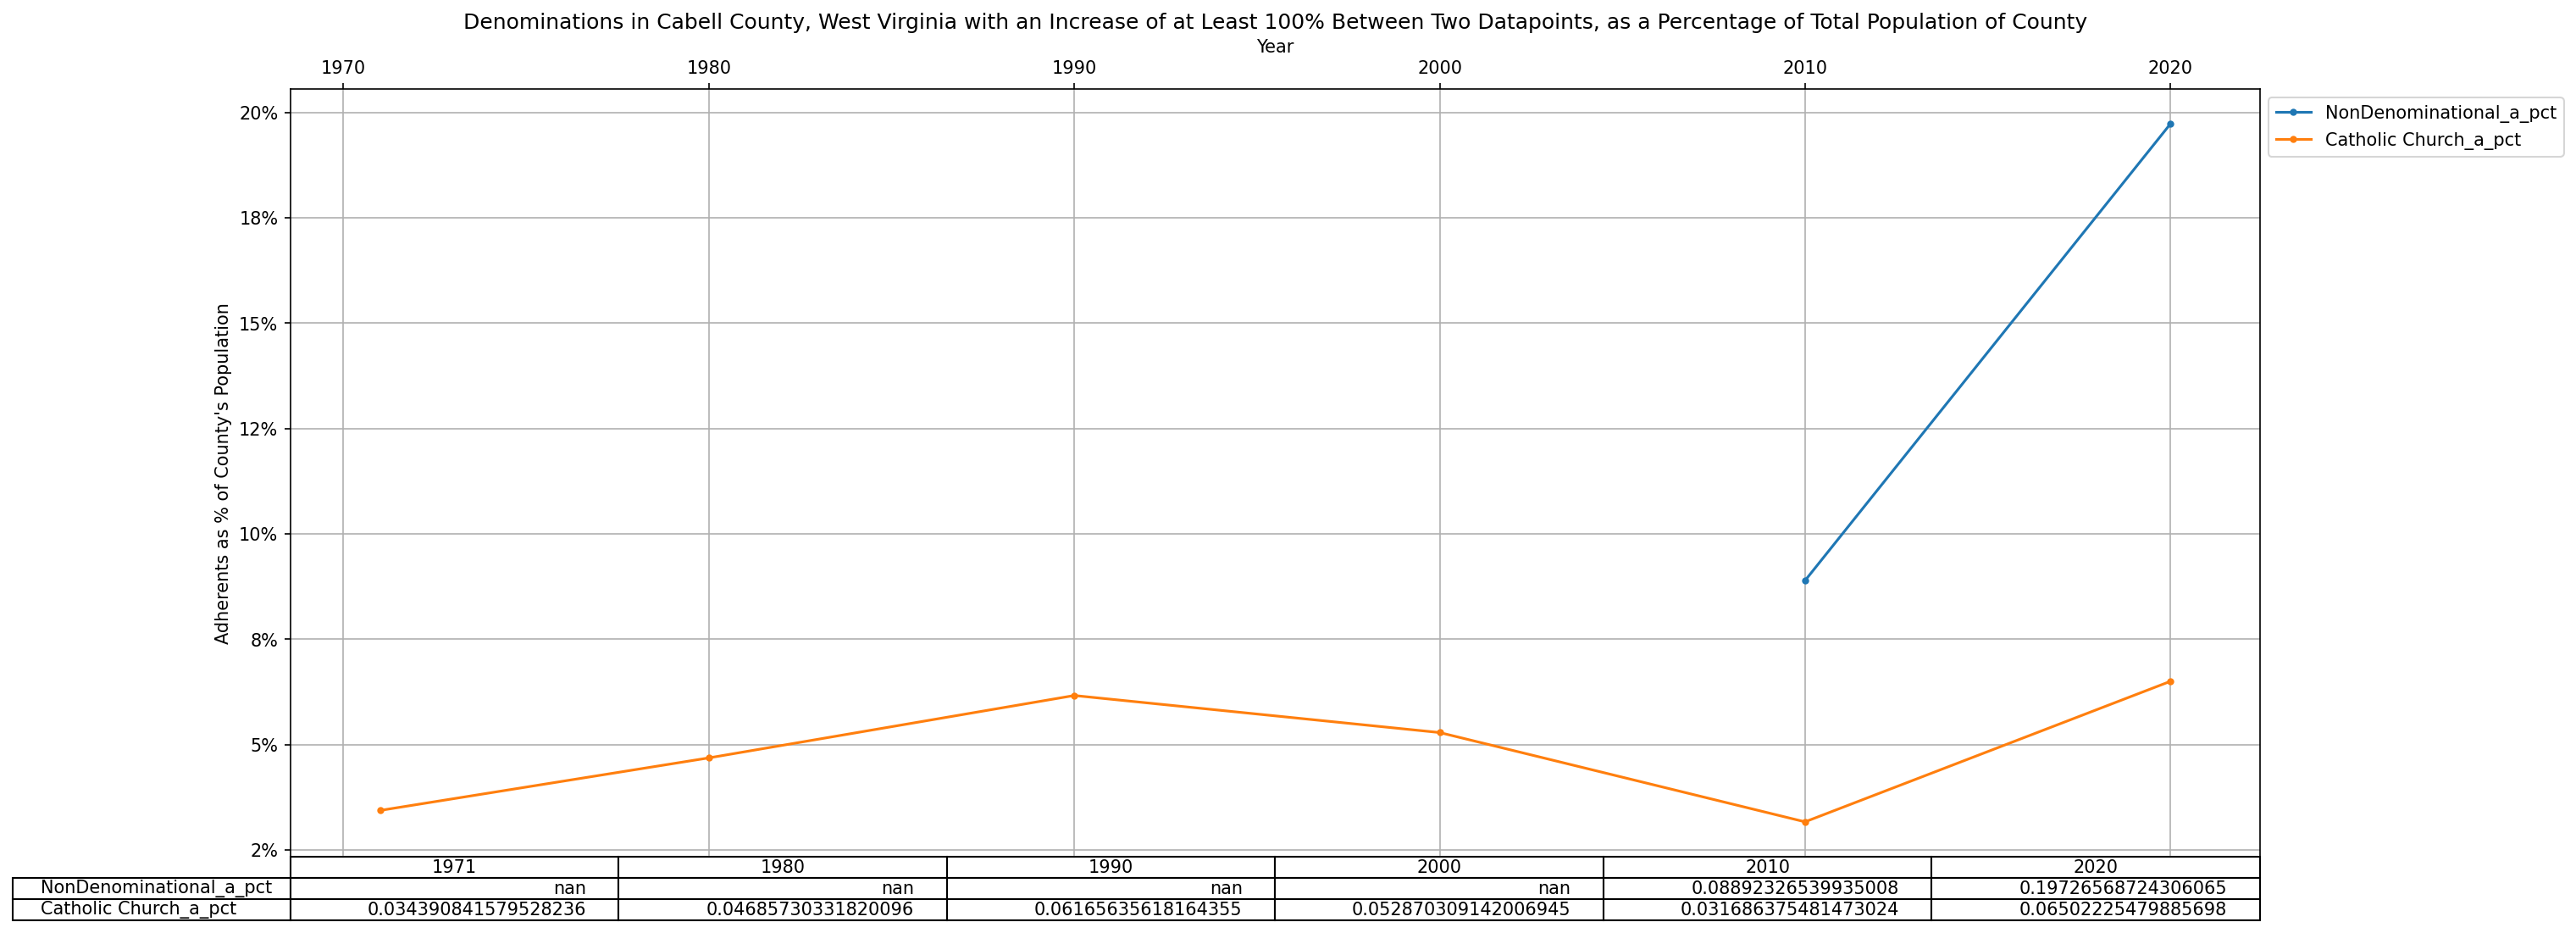 Denominations in Cabell County, West Virginia with an Increase of at Least 100% Between Two Datapoints, as a Percentage of Total Population of County
Year
1970 1980 1990 2000 2010 2020
NonDenominational_a_pct
Catholic Church_a_pct
Adherents as % of County's Population
20%
18%
15%
12%
10%
8%
5%
2%
1971 1980 1990 2000 2010 2020
NonDenominational_a_pct nan nan nan nan 0.08892326539935008 0.19726568724306065
Catholic Church_a_pct 0.034390841579528236 0.04685730331820096 0.06165635618164355 0.052870309142006945 0.031686375481473024 0.06502225479885698